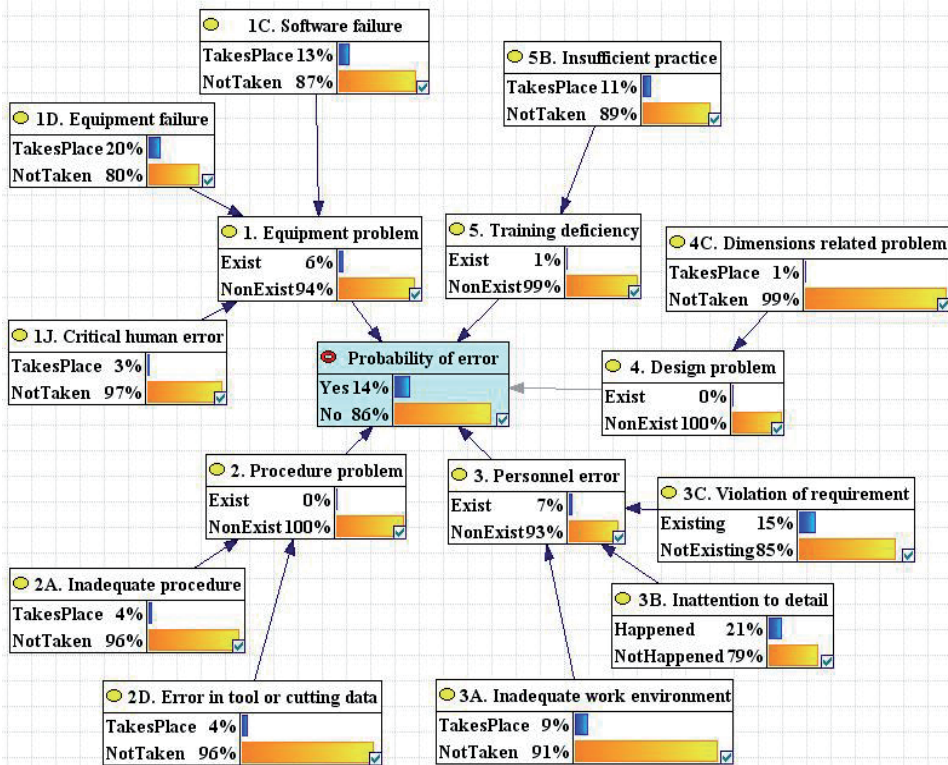 1C. Software failure
TakesPlace 13%
NotTaken 87%
5B. Insufficient practice
TakesPlace 11%
NotTaken 89%
1D. Equipment failure
TakesPlace 20%
NotTaken 80%
1. Equipment problem
Exist 6%
NonExist 94%
5. Training deficiency
Exist 1%
NonExist 99%
4C. Dimensions related problem
TakesPlace 1%
NotTaken 99%
1J. Critical human error
TakesPlace 3%
NotTaken 97%
Probability of error
Yes 14%
No 86%
4. Design problem
Exist 0%
NonExist 100%
2. Procedure problem
Exist 0%
NonExist 100%
3. Personnel error
Exist 7%
NonExist 93%
3C. Violation of requirement
Existing 15%
NotExisting 85%
2A. Inadequate procedure
TakesPlace 4%
NotTaken 96%
3B. Inattention to detail
Happened 21%
NotHappened 79%
2D. Error in tool or cutting data
TakesPlace 4%
NotTaken 96%
3A. Inadequate work environment
TakesPlace 9%
NotTaken 91%